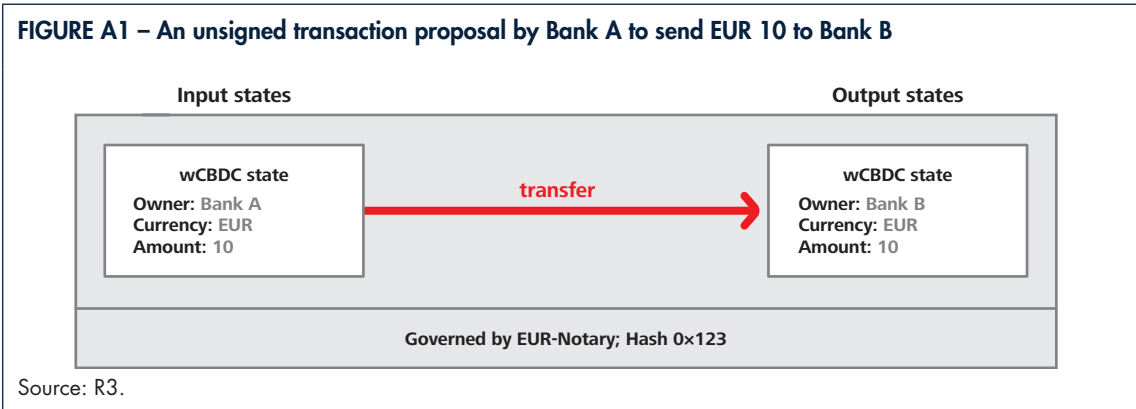 FIGURE A1 – An unsigned transaction proposal by Bank A to send EUR 10 to Bank B
Input states
Output states
wCBDC state
Owner: Bank A
Currency: EUR
Amount: 10
transfer
wCBDC state
Owner: Bank B
Currency: EUR
Amount: 10
Governed by EUR-Notary; Hash 0×123
Source: R3.